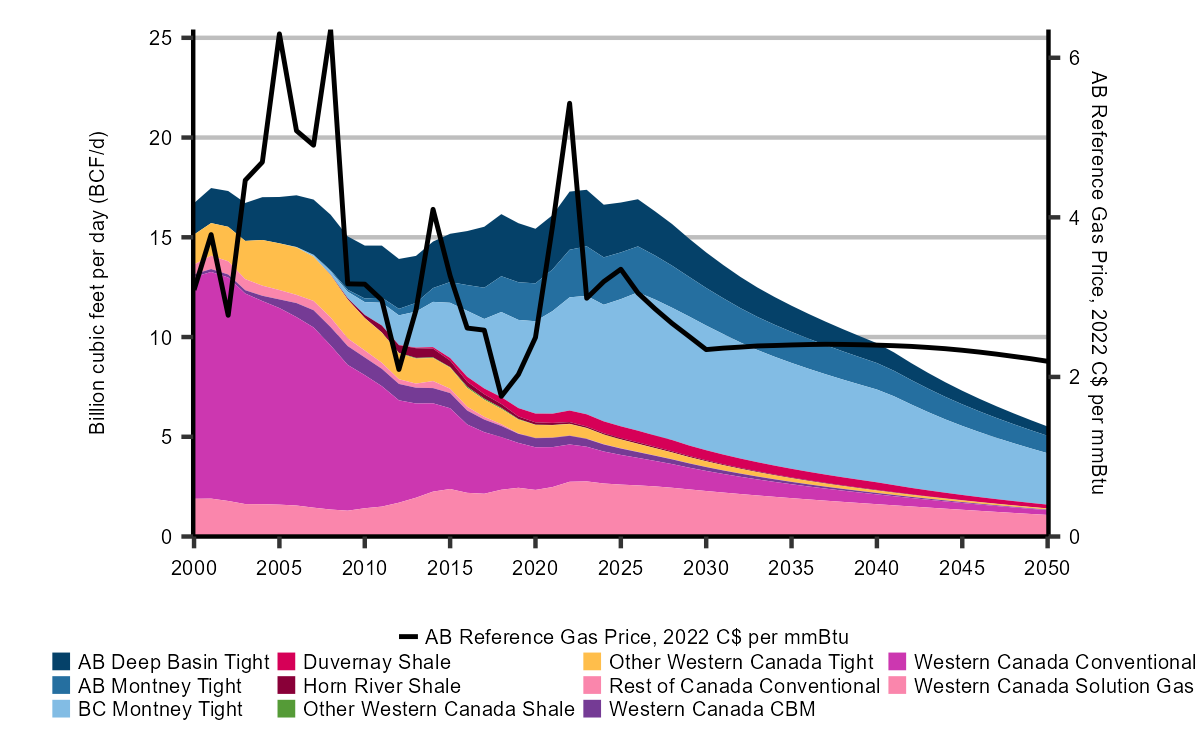 25
20
15
10
5
0
Billion cubic feet per day (BCF/d)
6
4
2
0
AB Reference Gas Price, 2022 C$ per mmBtu
2000 2005 2010 2015 2020 2025 2030 2035 2040 2045 2050
AB Reference Gas Price, 2022 C$ per mmBtu
AB Deep Basin Tight Duvernay Shale Other Western Canada Tight Western Canada Conventional
AB Montney Tight Horn River Shale Rest of Canada Conventional Western Canada Solution Gas
BC Montney Tight Other Western Canada Shale Western Canada CBM